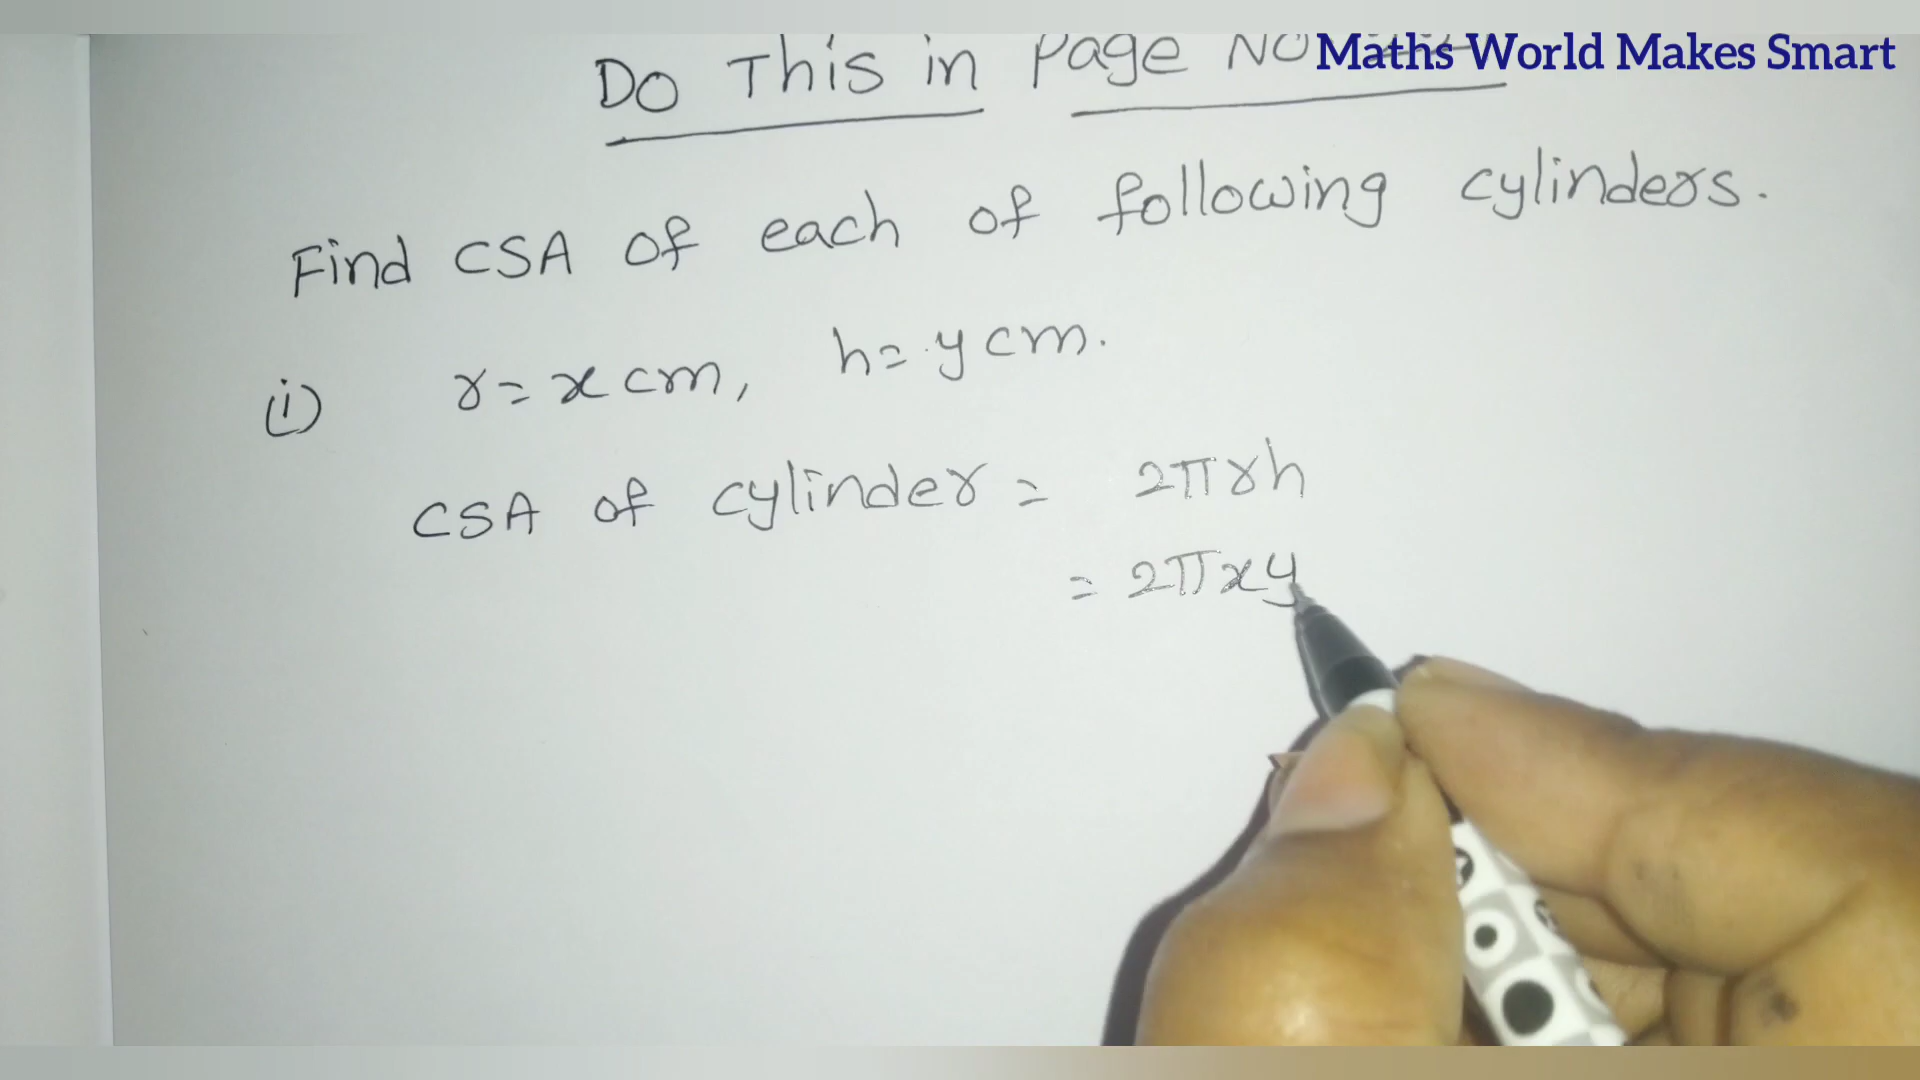 Maths World Makes Smart
Do This in Page No
Find CSA of each of following cylinders.
(i) r = x cm, h = y cm.
CSA of cylinder = 2πrh
= 2πxy